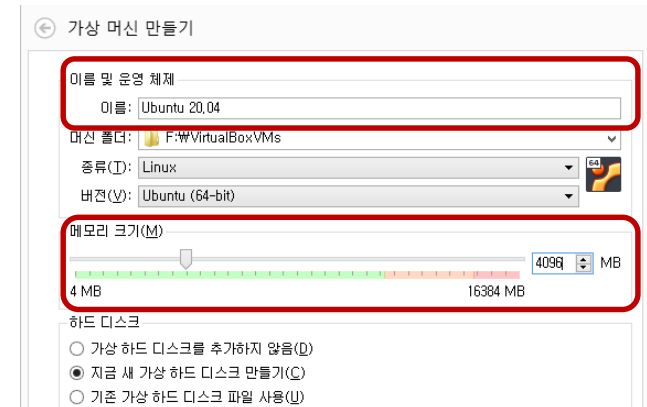 가상 머신 만들기
이름 및 운영 체제
이름: Ubuntu 20.04
머신 폴더: F:₩VirtualBoxVMs
종류(T): Linux
64
버전(V): Ubuntu (64-bit)
메모리 크기(M)
4096 MB
4 MB 16384 MB
하드 디스크
가상 하드 디스크를 추가하지 않음(D)
지금 새 가상 하드 디스크 만들기(C)
기존 가상 하드 디스크 파일 사용(U)